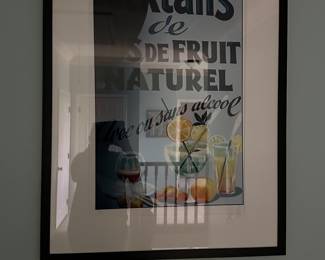 de
DE FRUIT
NATUREL
avec ou sans alcool